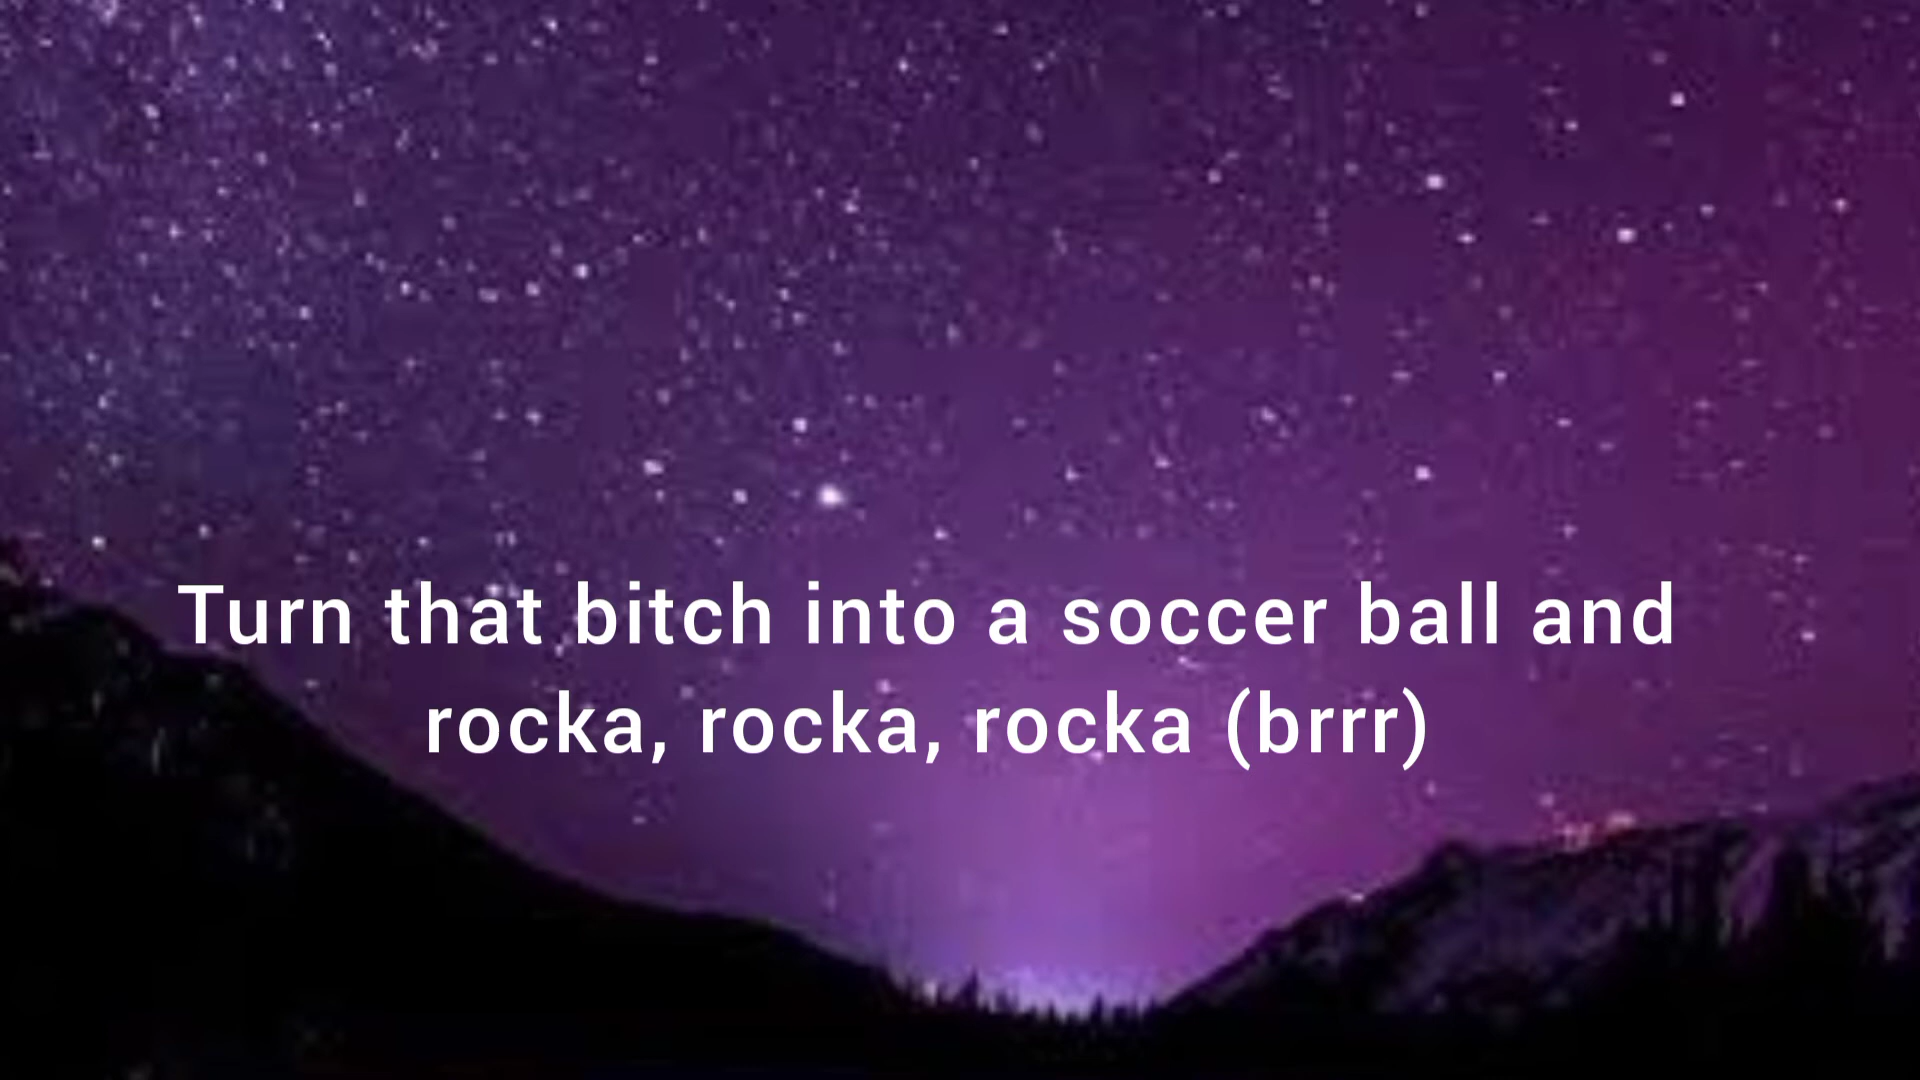 Turn that bitch into a soccer ball and
rocka, rocka, rocka (brrr)